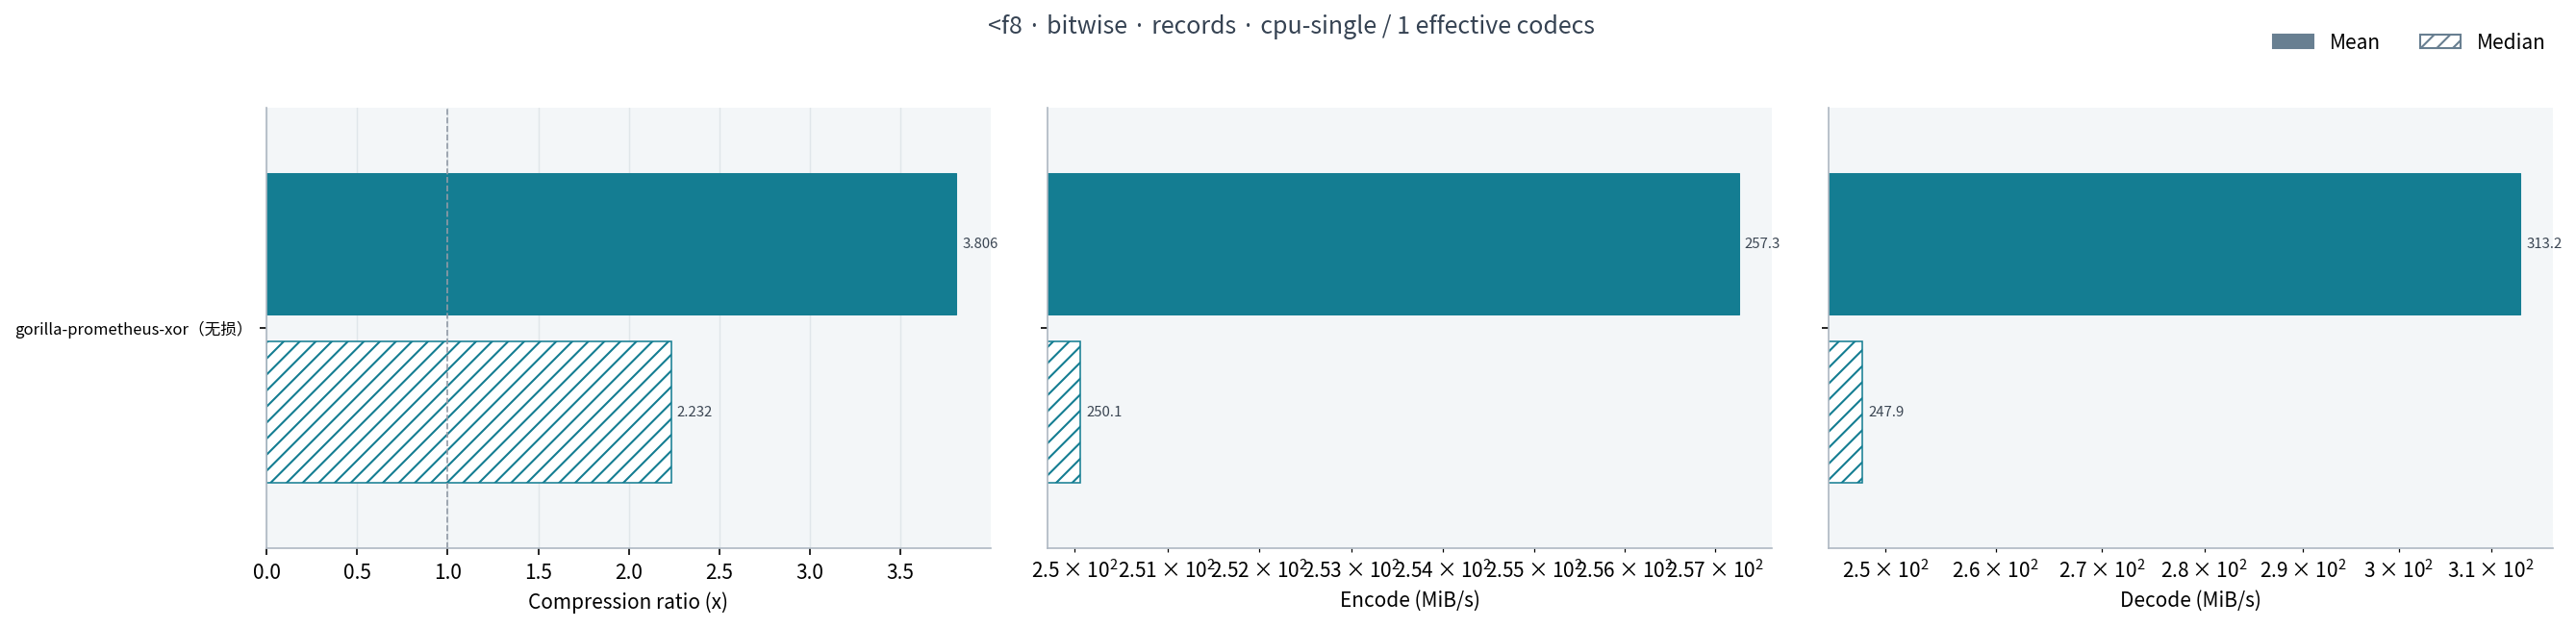 <f8 · bitwise · records · cpu-single / 1 effective codecs
Mean
Median
gorilla-prometheus-xor（无损）
3.806
2.232
0.0 0.5 1.0 1.5 2.0 2.5 3.0 3.5
Compression ratio (x)
257.3
250.1
2.5 × 10² 2.51 × 10² 2.52 × 10² 2.53 × 10² 2.54 × 10² 2.55 × 10² 2.56 × 10² 2.57 × 10²
Encode (MiB/s)
313.2
247.9
2.5 × 10² 2.6 × 10² 2.7 × 10² 2.8 × 10² 2.9 × 10² 3 × 10² 3.1 × 10²
Decode (MiB/s)